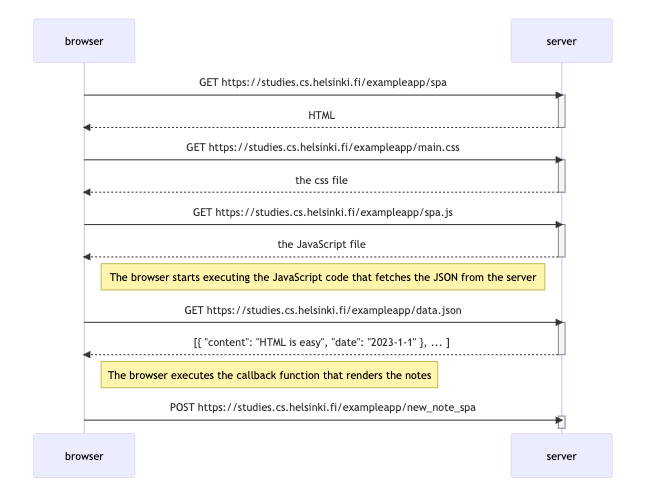 browser
server
GET https://studies.cs.helsinki.fi/exampleapp/spa
HTML
GET https://studies.cs.helsinki.fi/exampleapp/main.css
the css file
GET https://studies.cs.helsinki.fi/exampleapp/spa.js
the JavaScript file
The browser starts executing the JavaScript code that fetches the JSON from the server
GET https://studies.cs.helsinki.fi/exampleapp/data.json
[{ "content": "HTML is easy", "date": "2023-1-1" }, ... ]
The browser executes the callback function that renders the notes
POST https://studies.cs.helsinki.fi/exampleapp/new_note_spa
browser
server